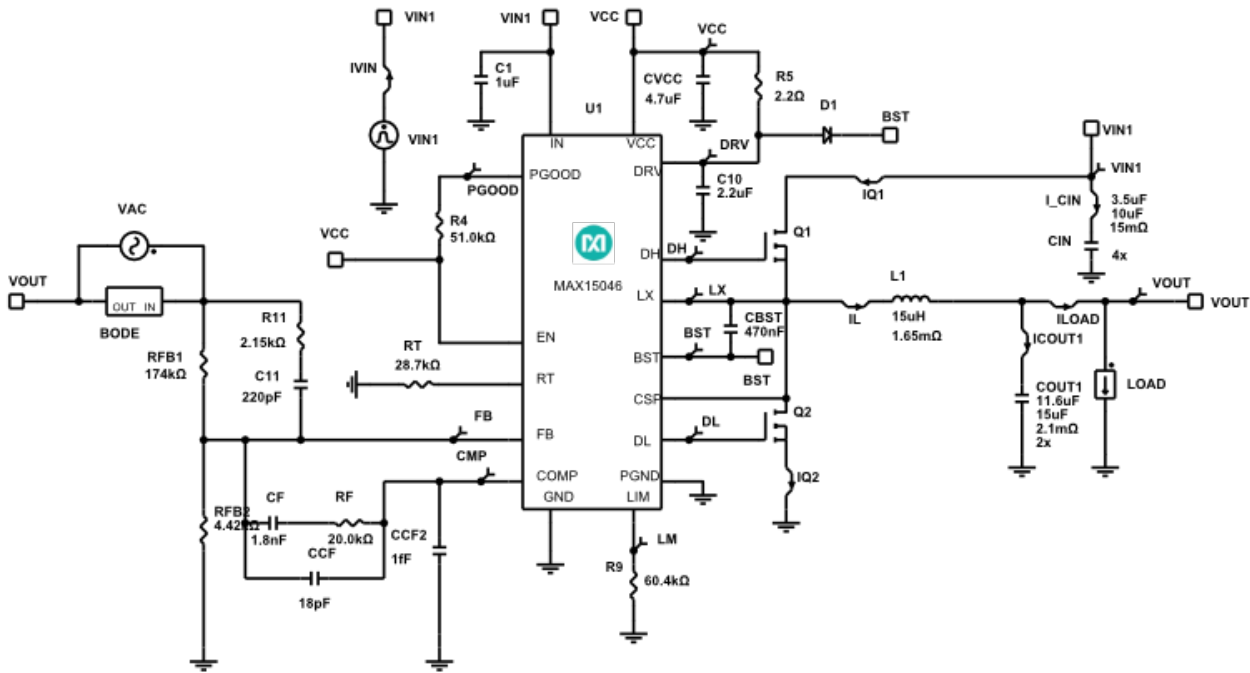 VIN1
VIN1
VCC
IVIN
VIN1
C1
1uF
VCC
CVCC
4.7uF
R5
2.2Ω
D1
BST
U1
IN
VCC
PGOOD
PGOOD
DRV
DRV
C10
2.2uF
VIN1
VIN1
IQ1
I_CIN
3.5uF
10uF
15mΩ
CIN
4x
VAC
R4
51.0kΩ
VCC
MAX15046
DH
DH
Q1
VOUT
OUT IN
BODE
LX
LX
CBST
470nF
IL
L1
15uH
1.65mΩ
ILOAD
VOUT
VOUT
R11
2.15kΩ
RFB1
174kΩ
C11
220pF
EN
RT
28.7kΩ
RT
BST
BST
BST
ICOUT1
COUT1
11.6uF
15uF
2.1mΩ
2x
LOAD
CSP
FB
FB
DL
DL
Q2
CMP
COMP
GND
PGND
LIM
IQ2
RFB2
CF
1.8nF
RF
20.0kΩ
CCF
18pF
CCF2
1fF
LM
R9
60.4kΩ